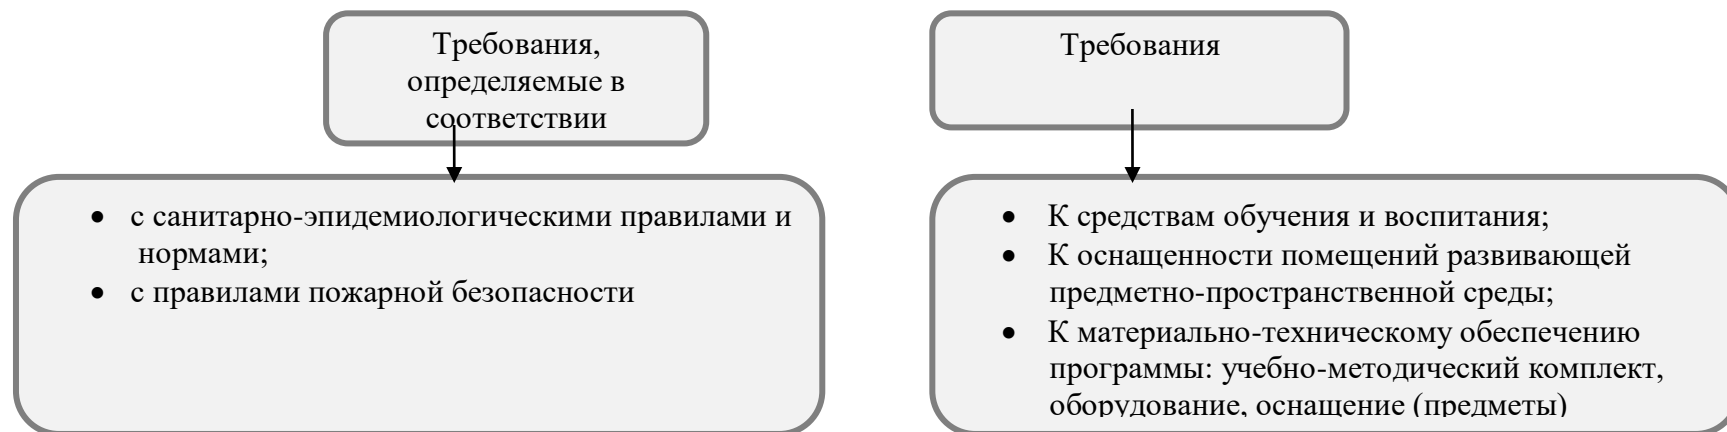 Требования,
определяемые в
соответствии
• с санитарно-эпидемиологическими правилами и
нормами;
• с правилами пожарной безопасности
Требования
• К средствам обучения и воспитания;
• К оснащенности помещений развивающей
предметно-пространственной среды;
• К материально-техническому обеспечению
программы: учебно-методический комплект,
оборудование, оснащение (предметы)